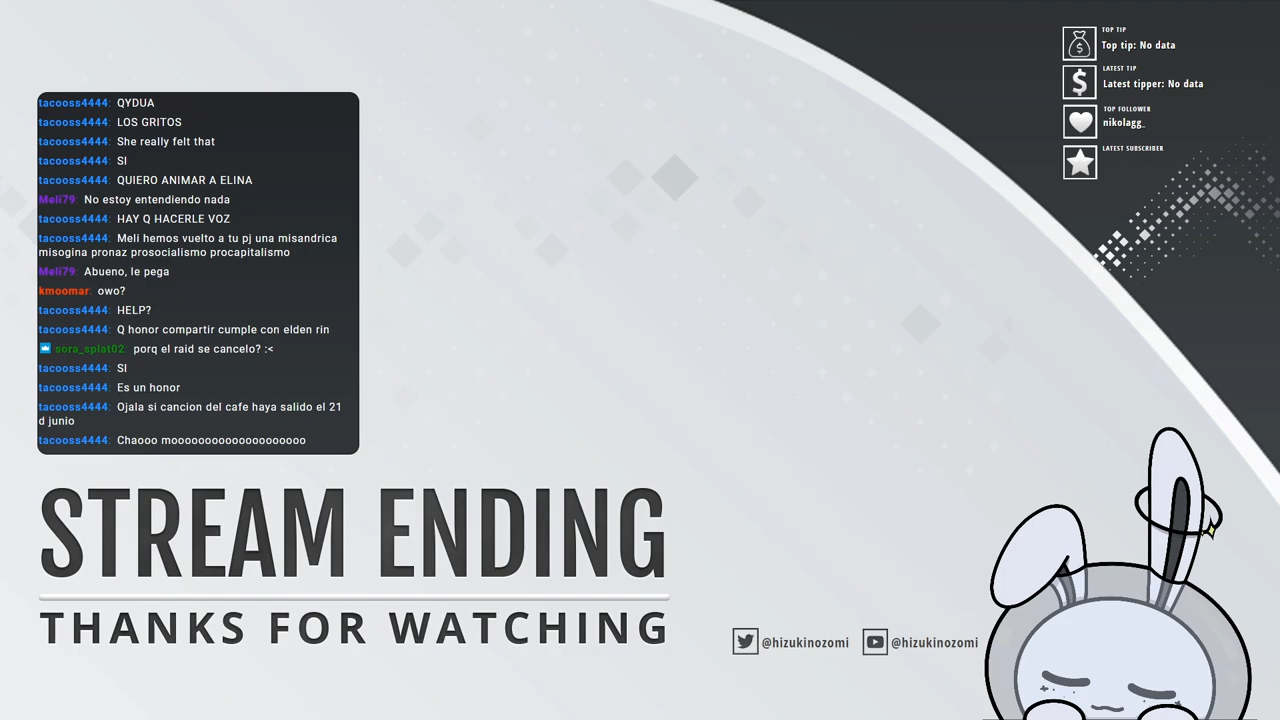 tacooss4444: QYDUA
tacooss4444: LOS GRITOS
tacooss4444: She really felt that
tacooss4444: SI
tacooss4444: QUIERO ANIMAR A ELINA
Meli79: No estoy entendiendo nada
tacooss4444: HAY Q HACERLE VOZ
tacooss4444: Meli hemos vuelto a tu pj una misandrica
misogina pronaz prosocialismo procapitalismo
Meli79: Abueno, le pega
kmoomar: owo?
tacooss4444: HELP?
tacooss4444: Q honor compartir cumple con elden rin
sora_splat02: porq el raid se cancelo? :<
tacooss4444: SI
tacooss4444: Es un honor
tacooss4444: Ojala si cancion del cafe haya salido el 21
d junio
tacooss4444: Chaooo moooooooooooooooooooo
STREAM ENDING
THANKS FOR WATCHING
@hizukinozomi
@hizukinozomi
TOP TIP
Top tip: No data
LATEST TIP
Latest tipper: No data
TOP FOLLOWER
nikolagg_
LATEST SUBSCRIBER